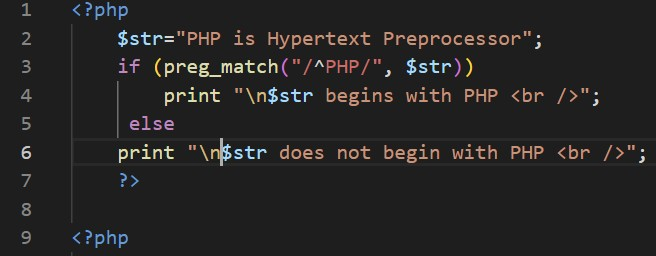 1 <?php
2 $str="PHP is Hypertext Preprocessor";
3 if (preg_match("/^PHP/", $str))
4 print "\n$str begins with PHP <br />";
5 else
6 print "\n$str does not begin with PHP <br />";
7 ?>
8
9 <?php